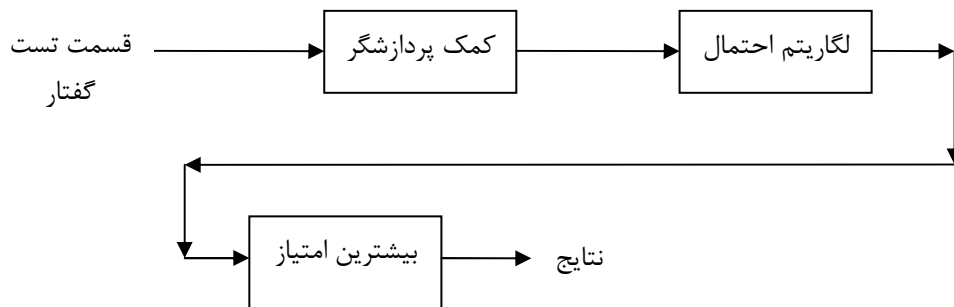 قسمت تست
گفتار
کمک پردازشگر
لگاریتم احتمال
بیشترین امتیاز
نتایج